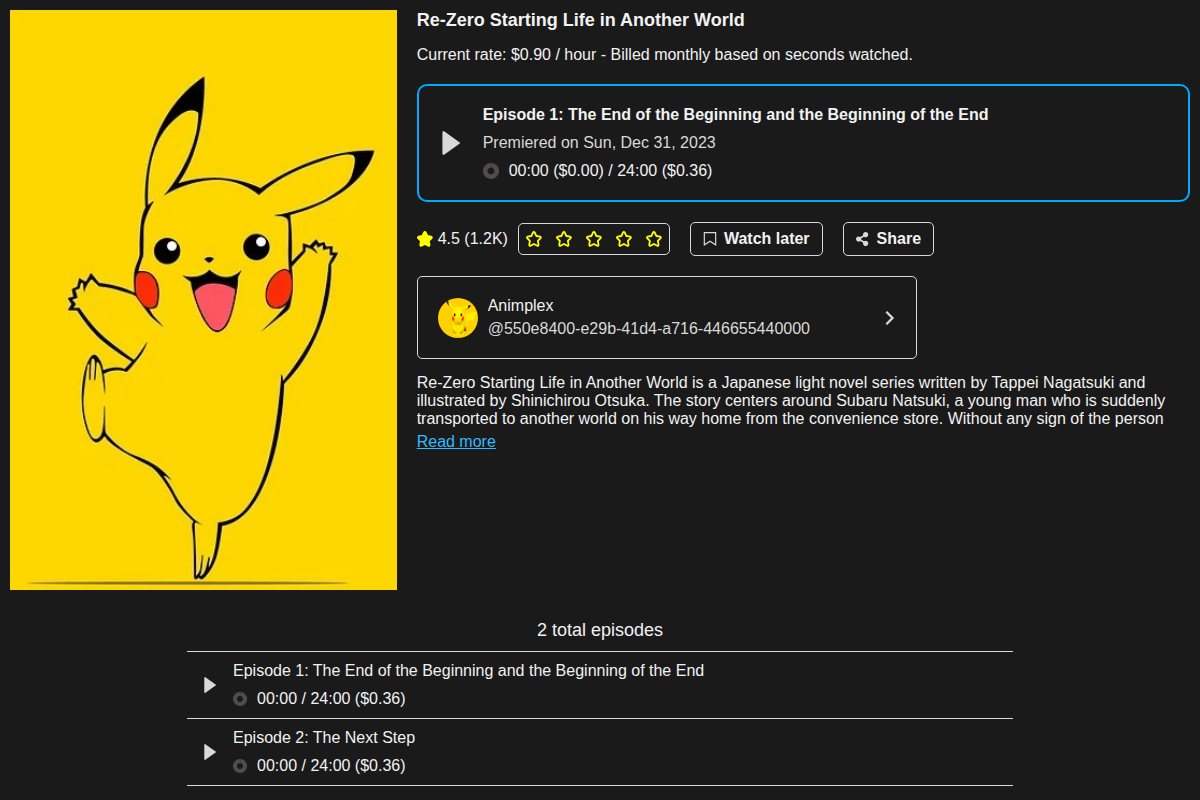 Re-Zero Starting Life in Another World
Current rate: $0.90 / hour - Billed monthly based on seconds watched.
Episode 1: The End of the Beginning and the Beginning of the End
Premiered on Sun, Dec 31, 2023
00:00 ($0.00) / 24:00 ($0.36)
4.5 (1.2K) Watch later Share
Animplex
@550e8400-e29b-41d4-a716-446655440000
Re-Zero Starting Life in Another World is a Japanese light novel series written by Tappei Nagatsuki and
illustrated by Shinichirou Otsuka. The story centers around Subaru Natsuki, a young man who is suddenly
transported to another world on his way home from the convenience store. Without any sign of the person
Read more
2 total episodes
Episode 1: The End of the Beginning and the Beginning of the End
00:00 / 24:00 ($0.36)
Episode 2: The Next Step
00:00 / 24:00 ($0.36)